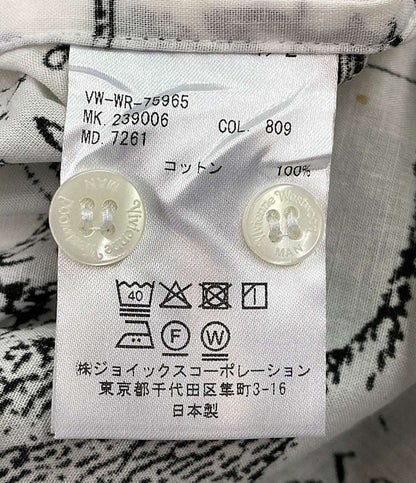 VW-WR-75965
MK. 239006 COL. 809
MD. 7261
コットン 100%
Vivienne Westwood MAN
Vivienne Westwood MAN
40
F W
㈱ジョイックスコーポレーション
東京都千代田区隼町3-16
日本製